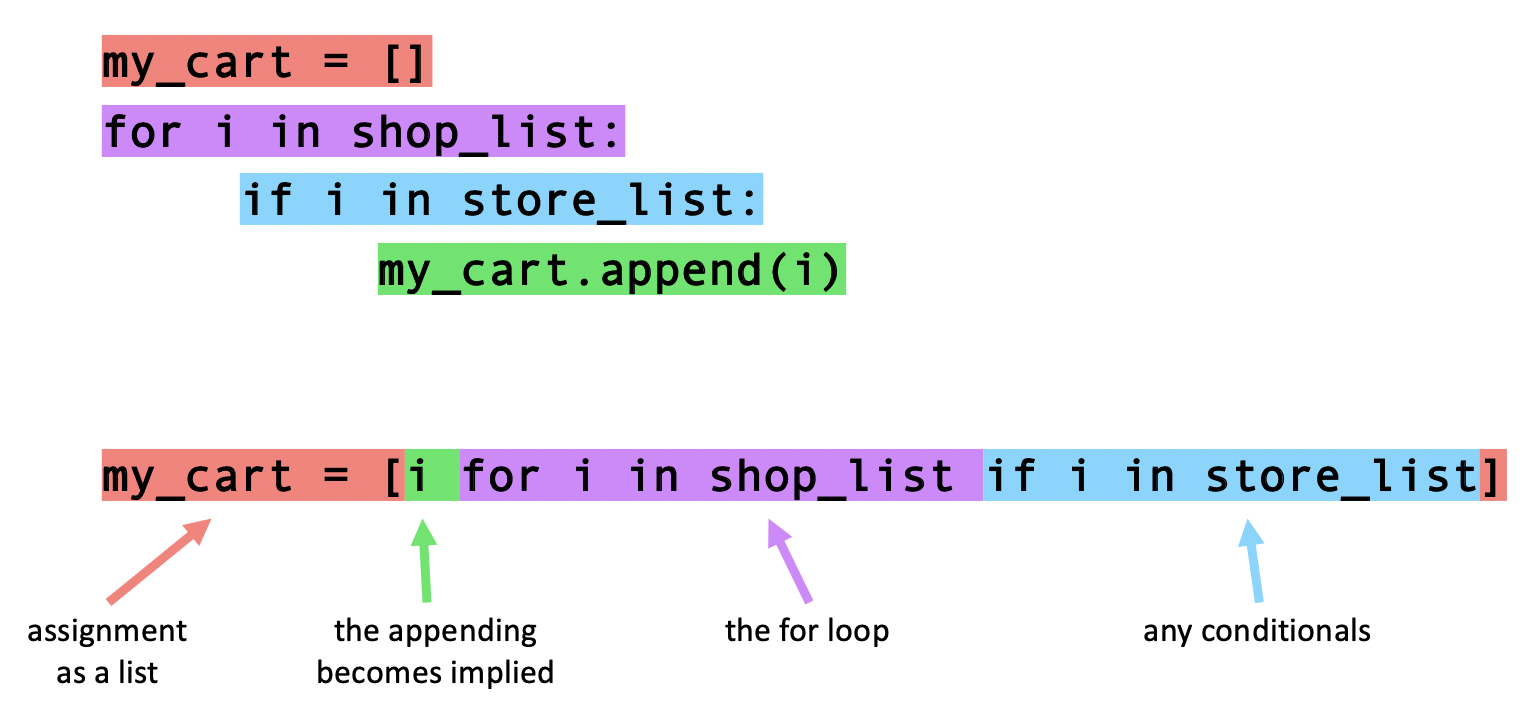 my_cart = []
for i in shop_list:
if i in store_list:
my_cart.append(i)
my_cart = [i for i in shop_list if i in store_list]
assignment
as a list
the appending
becomes implied
the for loop
any conditionals